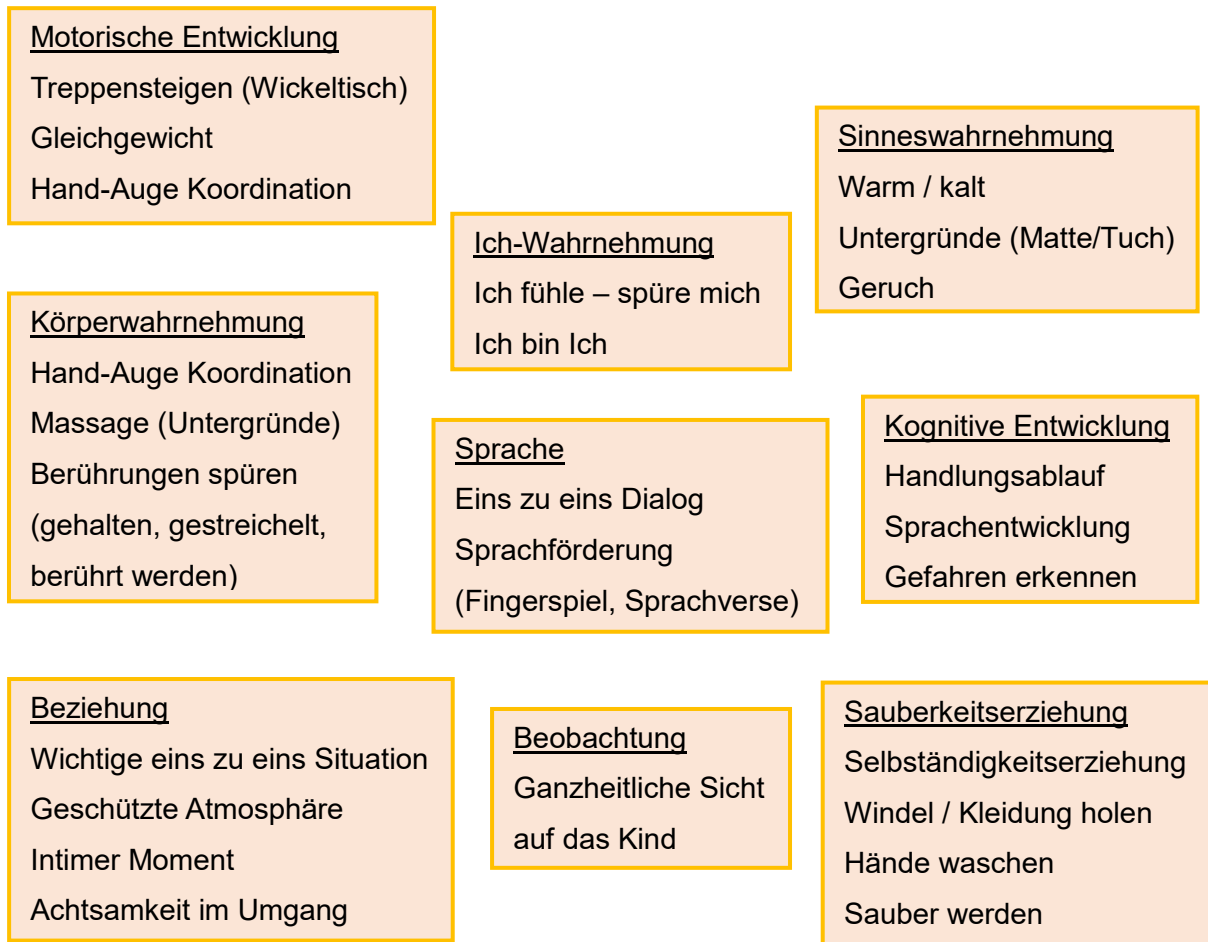 Motorische Entwicklung
Treppensteigen (Wickeltisch)
Gleichgewicht
Hand-Auge Koordination
Sinneswahrnehmung
Warm / kalt
Untergründe (Matte/Tuch)
Geruch
Ich-Wahrnehmung
Ich fühle – spüre mich
Ich bin Ich
Körperwahrnehmung
Hand-Auge Koordination
Massage (Untergründe)
Berührungen spüren
(gehalten, gestreichelt,
berührt werden)
Sprache
Eins zu eins Dialog
Sprachförderung
(Fingerspiel, Sprachverse)
Kognitive Entwicklung
Handlungsablauf
Sprachentwicklung
Gefahren erkennen
Beziehung
Wichtige eins zu eins Situation
Geschützte Atmosphäre
Intimer Moment
Achtsamkeit im Umgang
Beobachtung
Ganzheitliche Sicht
auf das Kind
Sauberkeitserziehung
Selbständigkeitserziehung
Windel / Kleidung holen
Hände waschen
Sauber werden